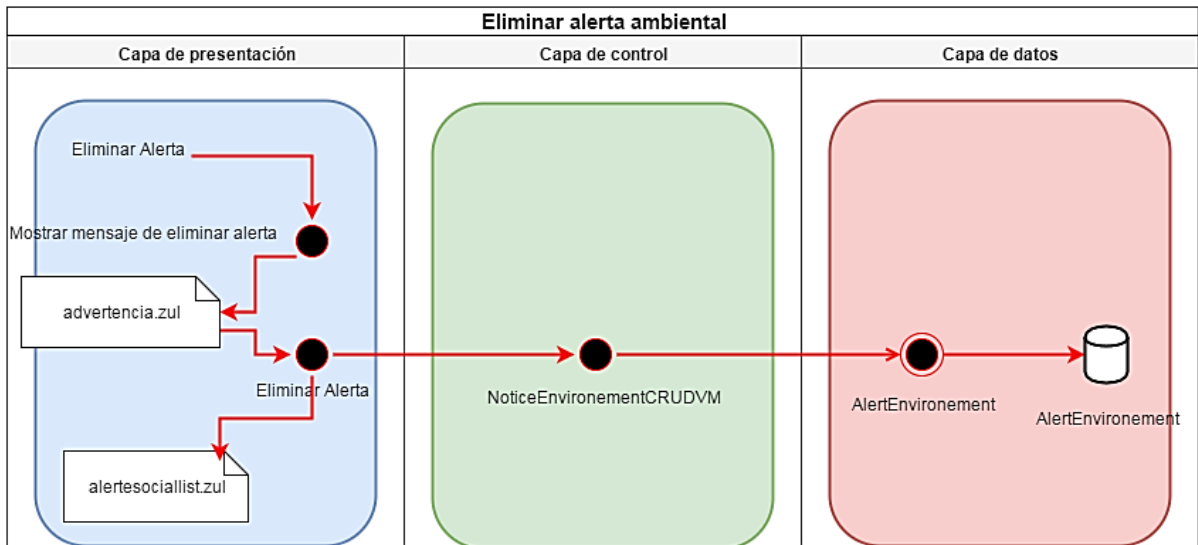 Eliminar alerta ambiental
Capa de presentación
Capa de control
Capa de datos
Eliminar Alerta
Mostrar mensaje de eliminar alerta
advertencia.zul
Eliminar Alerta
NoticeEnvironementCRUDVM
AlertEnvironement
AlertEnvironement
alertesociallist.zul